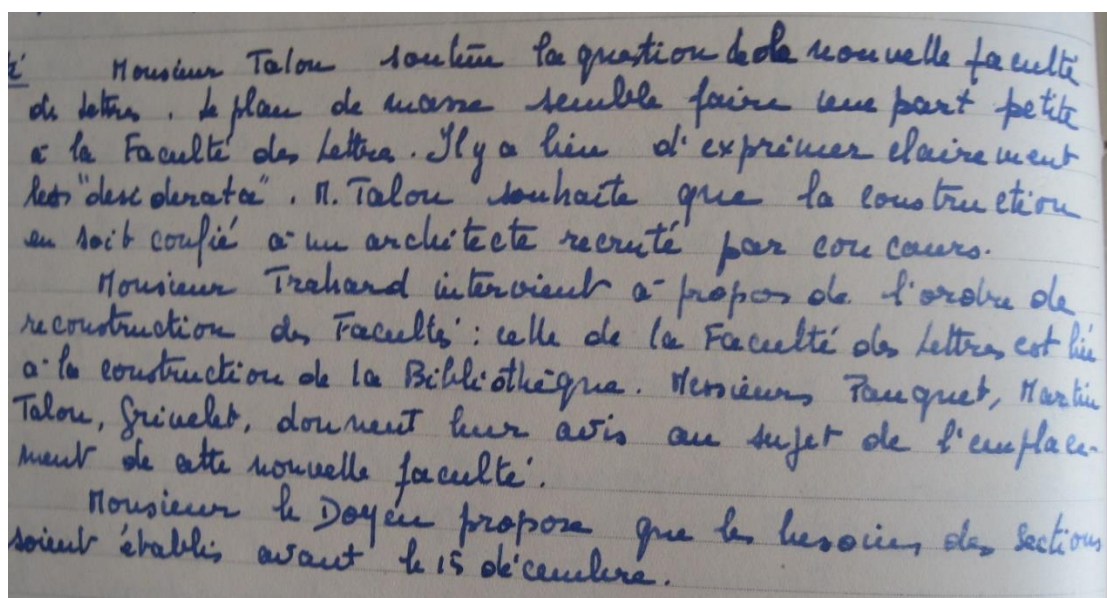 Monsieur Talon soulève la question de la nouvelle faculté
des lettres. Le plan de masse semble faire une part petite
à la Faculté des Lettres. Il y a lieu d'exprimer clairement
les "desiderata". M. Talon souhaite que la construction
en soit confié à un architecte recruté par concours.
Monsieur Trahard intervient à propos de l'ordre de
reconstruction des Facultés : celle de la Faculté des Lettres est liée
à la construction de la Bibliothèque. Messieurs Fauquet, Martin
Talon, Grivelet, donnent leur avis au sujet de l'emplace-
ment de cette nouvelle faculté.
Monsieur le Doyen propose que les besoins des Sections
soient établis avant le 15 décembre.